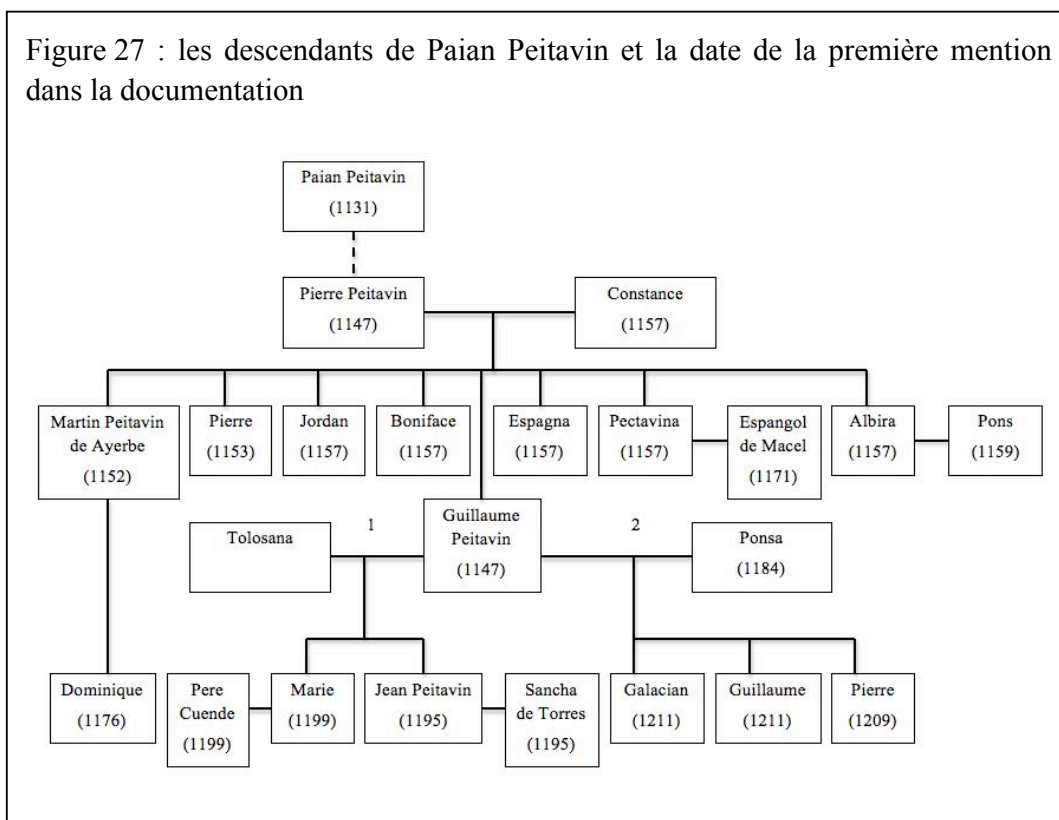 Figure 27 : les descendants de Paian Peitavin et la date de la première mention
dans la documentation
Paian Peitavin
(1131)
Pierre Peitavin
(1147)
Constance
(1157)
Martin Peitavin
de Ayerbe
(1152)
Pierre
(1153)
Jordan
(1157)
Boniface
(1157)
Espagna
(1157)
Pectavina
(1157)
Espangol
de Macel
(1171)
Albira
(1157)
Pons
(1159)
Tolosana
1
Guillaume
Peitavin
(1147)
2
Ponsa
(1184)
Dominique
(1176)
Pere
Cuende
(1199)
Marie
(1199)
Jean Peitavin
(1195)
Sancha
de Torres
(1195)
Galacian
(1211)
Guillaume
(1211)
Pierre
(1209)